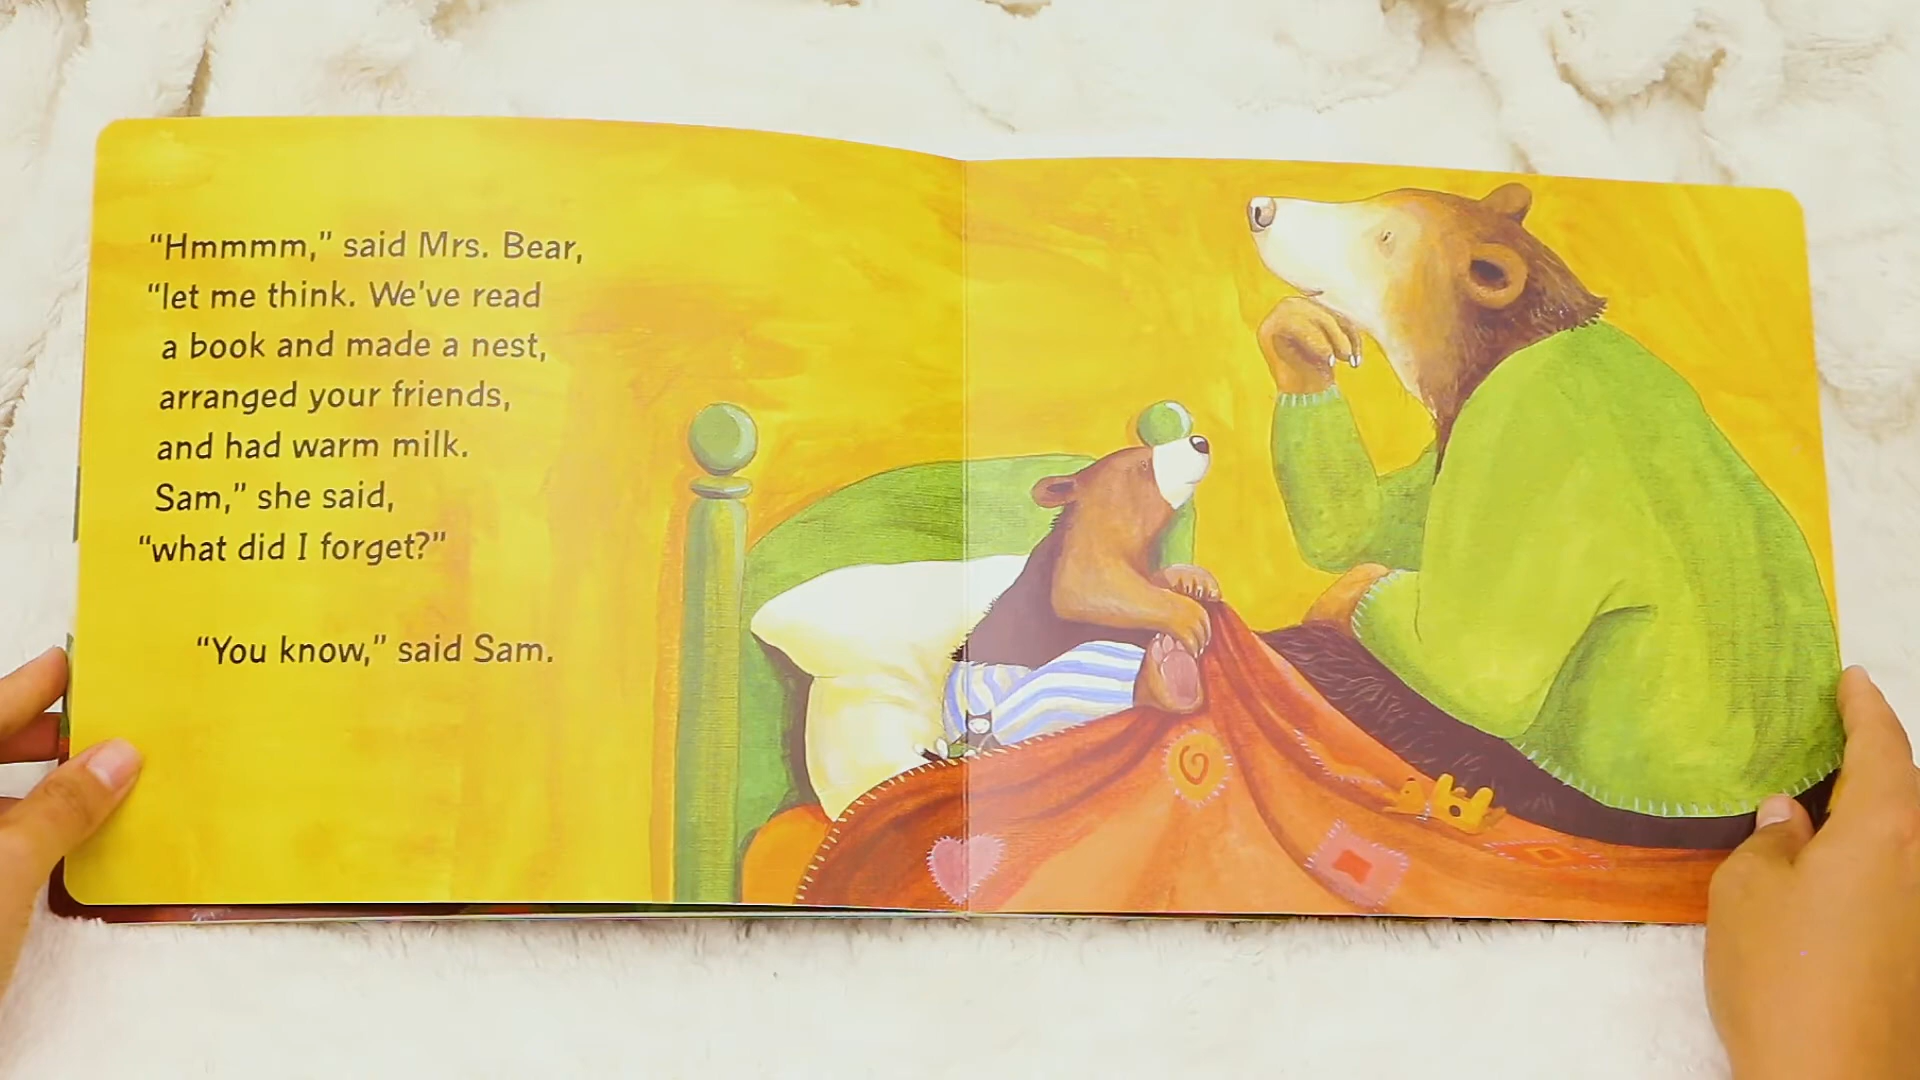 “Hmmmm,” said Mrs. Bear,
“let me think. We’ve read
a book and made a nest,
arranged your friends,
and had warm milk.
Sam,” she said,
“what did I forget?”
“You know,” said Sam.